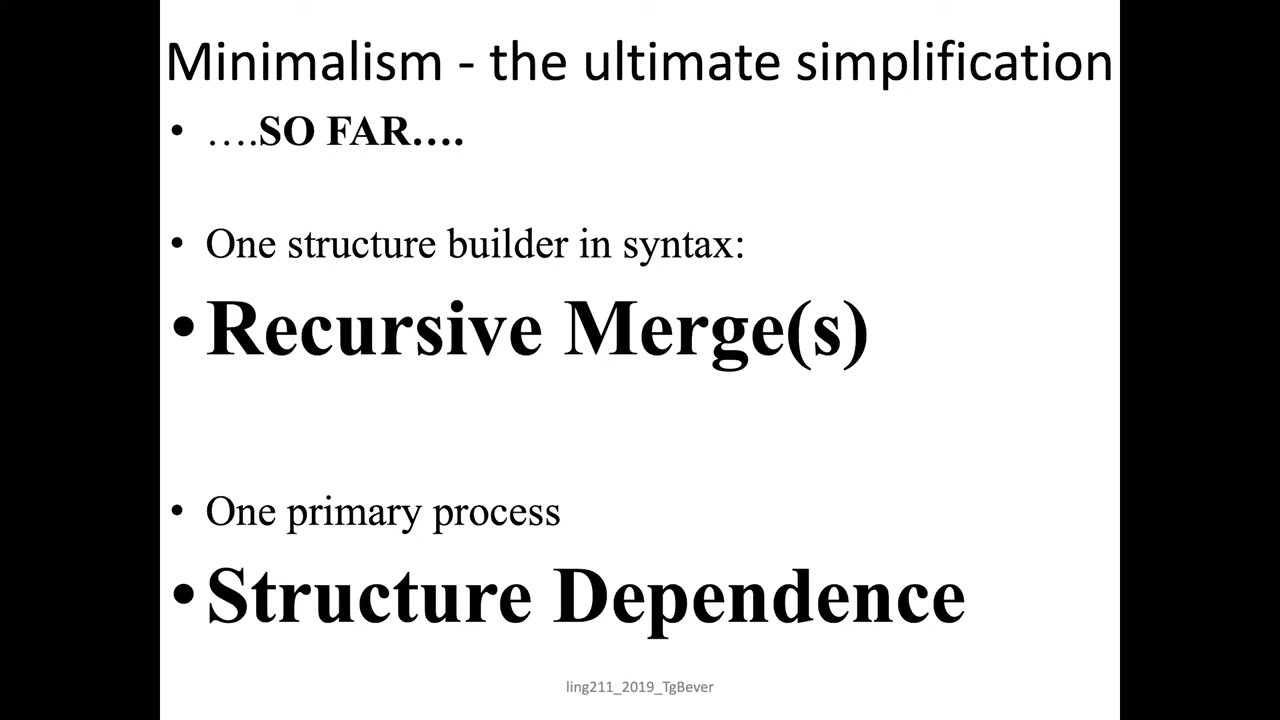 Minimalism - the ultimate simplification
• ….SO FAR….
• One structure builder in syntax:
•Recursive Merge(s)
• One primary process
•Structure Dependence
ling211_2019_TgBever